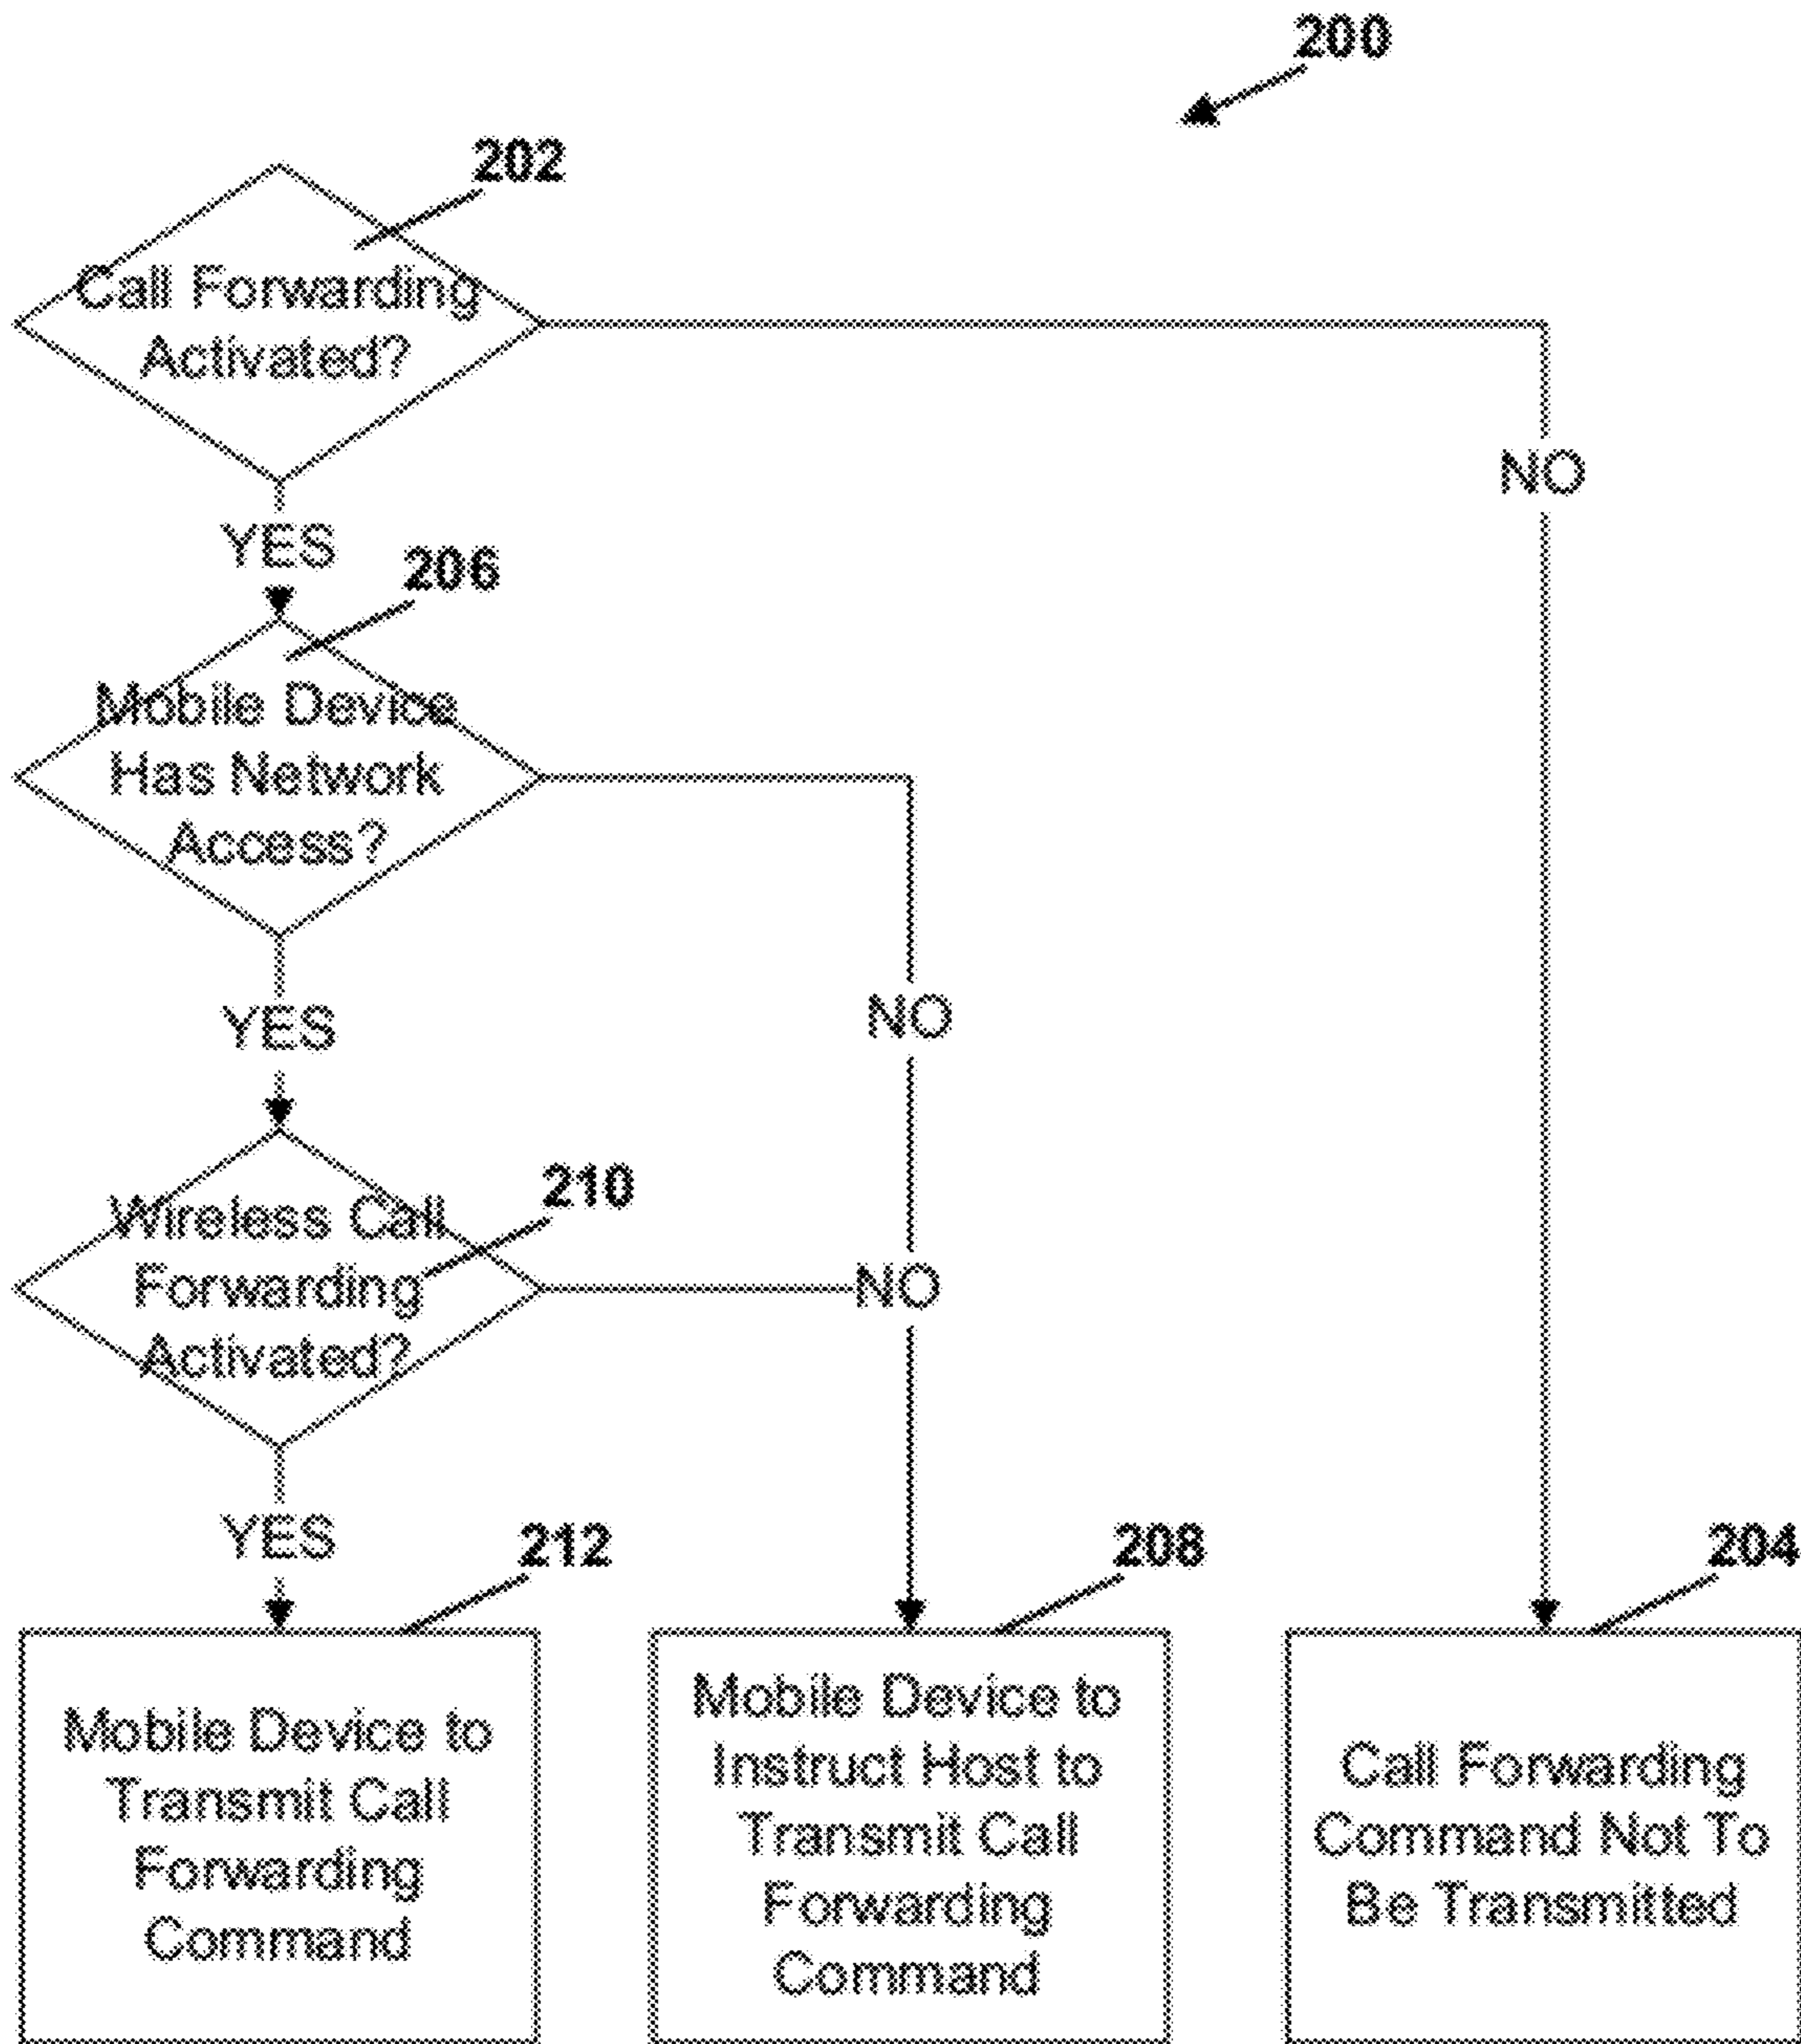 200
202
Call Forwarding
Activated?
NO
YES
206
Mobile Device
Has Network
Access?
NO
YES
210
Wireless Call
Forwarding
Activated?
NO
YES
212
208
204
Mobile Device to
Transmit Call
Forwarding
Command
Mobile Device to
Instruct Host to
Transmit Call
Forwarding
Command
Call Forwarding
Command Not To
Be Transmitted